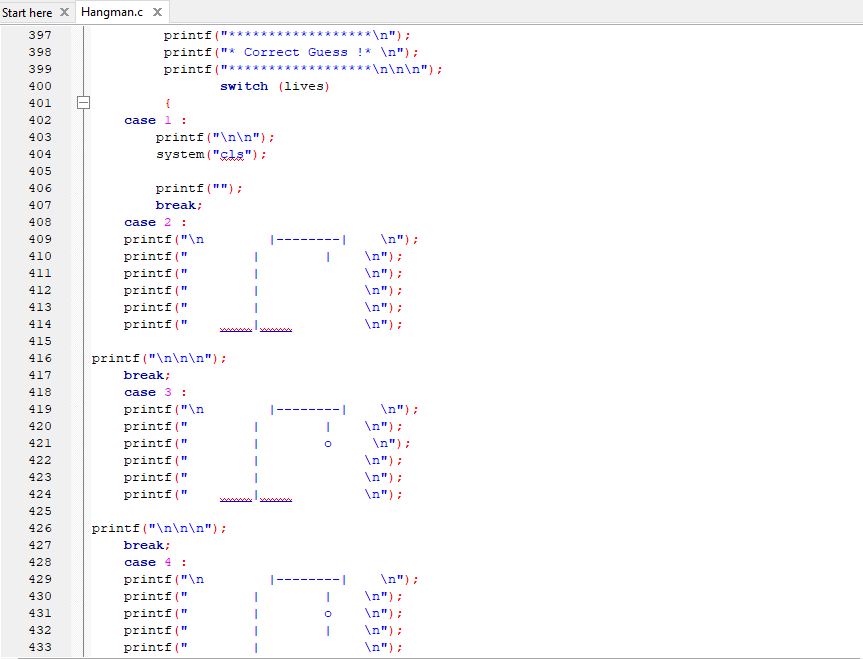 Start here X Hangman.c X
397 printf("******************\n");
398 printf("* Correct Guess !* \n");
399 printf("******************\n\n\n");
400 switch (lives)
401 {
402 case 1 :
403 printf("\n\n");
404 system("cls");
405
406 printf("");
407 break;
408 case 2 :
409 printf("\n        |--------|    \n");
410 printf("        |        |    \n");
411 printf("        |             \n");
412 printf("        |             \n");
413 printf("        |             \n");
414 printf("    ____|____         \n");
415
416 printf("\n\n\n");
417 break;
418 case 3 :
419 printf("\n        |--------|    \n");
420 printf("        |        |    \n");
421 printf("        |        o     \n");
422 printf("        |             \n");
423 printf("        |             \n");
424 printf("    ____|____         \n");
425
426 printf("\n\n\n");
427 break;
428 case 4 :
429 printf("\n        |--------|    \n");
430 printf("        |        |    \n");
431 printf("        |        o    \n");
432 printf("        |        |    \n");
433 printf("        |             \n");